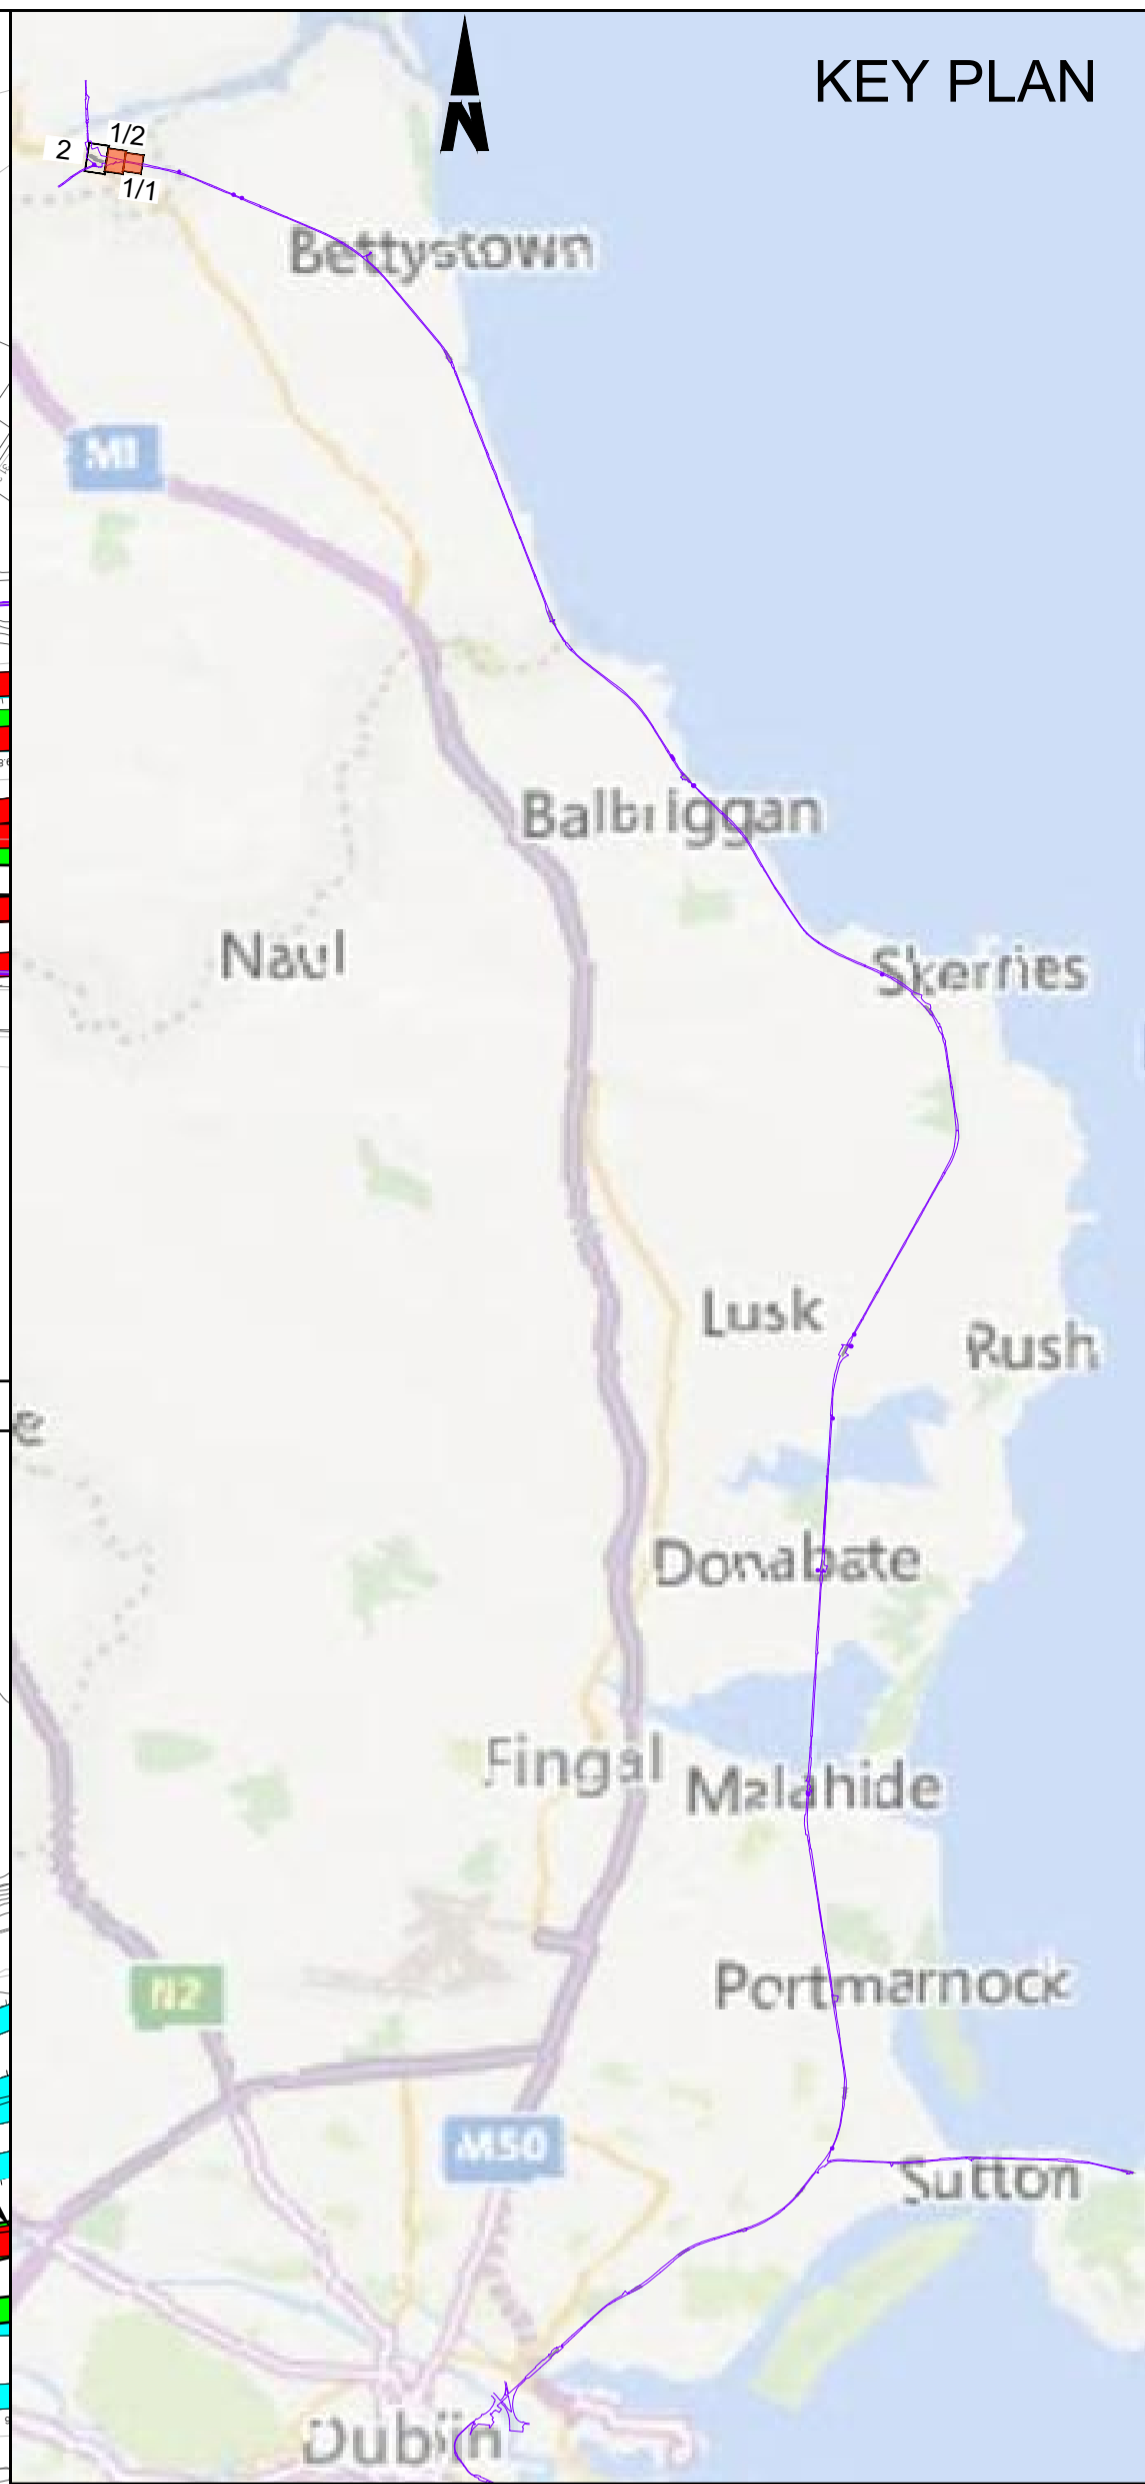 KEY PLAN
N
1/2
2
1/1
Bettystown
M1
Balbriggan
Naul
Skerries
Lusk
Rush
e
Donabate
Fingal
Malahide
N2
Portmarnock
M50
Sutton
Dublin